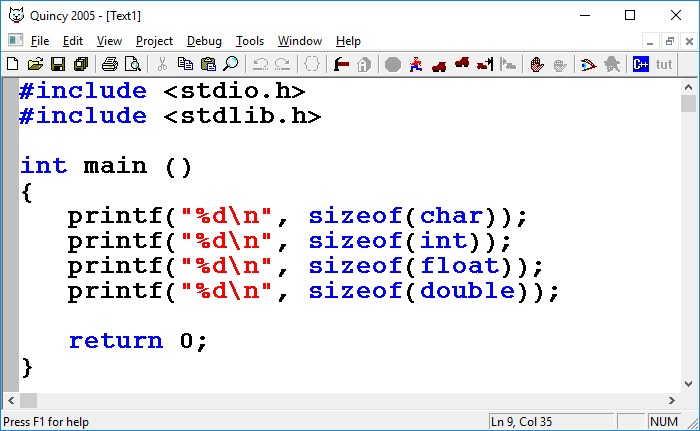 Quincy 2005 - [Text1]
File Edit View Project Debug Tools Window Help
C++ tut
#include <stdio.h>
#include <stdlib.h>
int main ()
{
printf("%d\n", sizeof(char));
printf("%d\n", sizeof(int));
printf("%d\n", sizeof(float));
printf("%d\n", sizeof(double));
return 0;
}
Press F1 for help Ln 9, Col 35 NUM